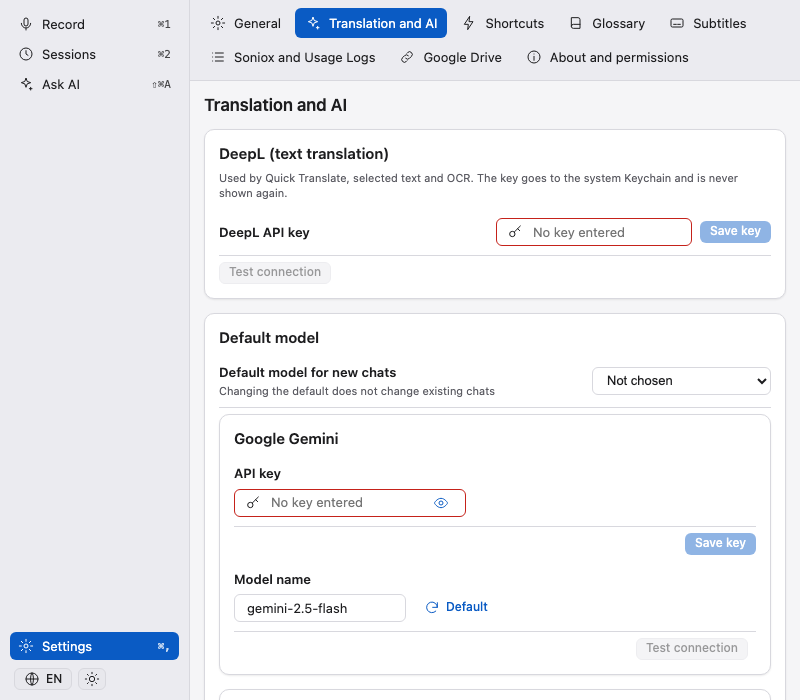 Record ⌘1
Sessions ⌘2
Ask AI ⇧⌘A
General
Translation and AI
Shortcuts
Glossary
Subtitles
Soniox and Usage Logs
Google Drive
About and permissions
Translation and AI
DeepL (text translation)
Used by Quick Translate, selected text and OCR. The key goes to the system Keychain and is never
shown again.
DeepL API key
No key entered
Save key
Test connection
Default model
Default model for new chats
Changing the default does not change existing chats
Not chosen
Google Gemini
API key
No key entered
Save key
Model name
gemini-2.5-flash
Default
Test connection
Settings ⌘,
EN